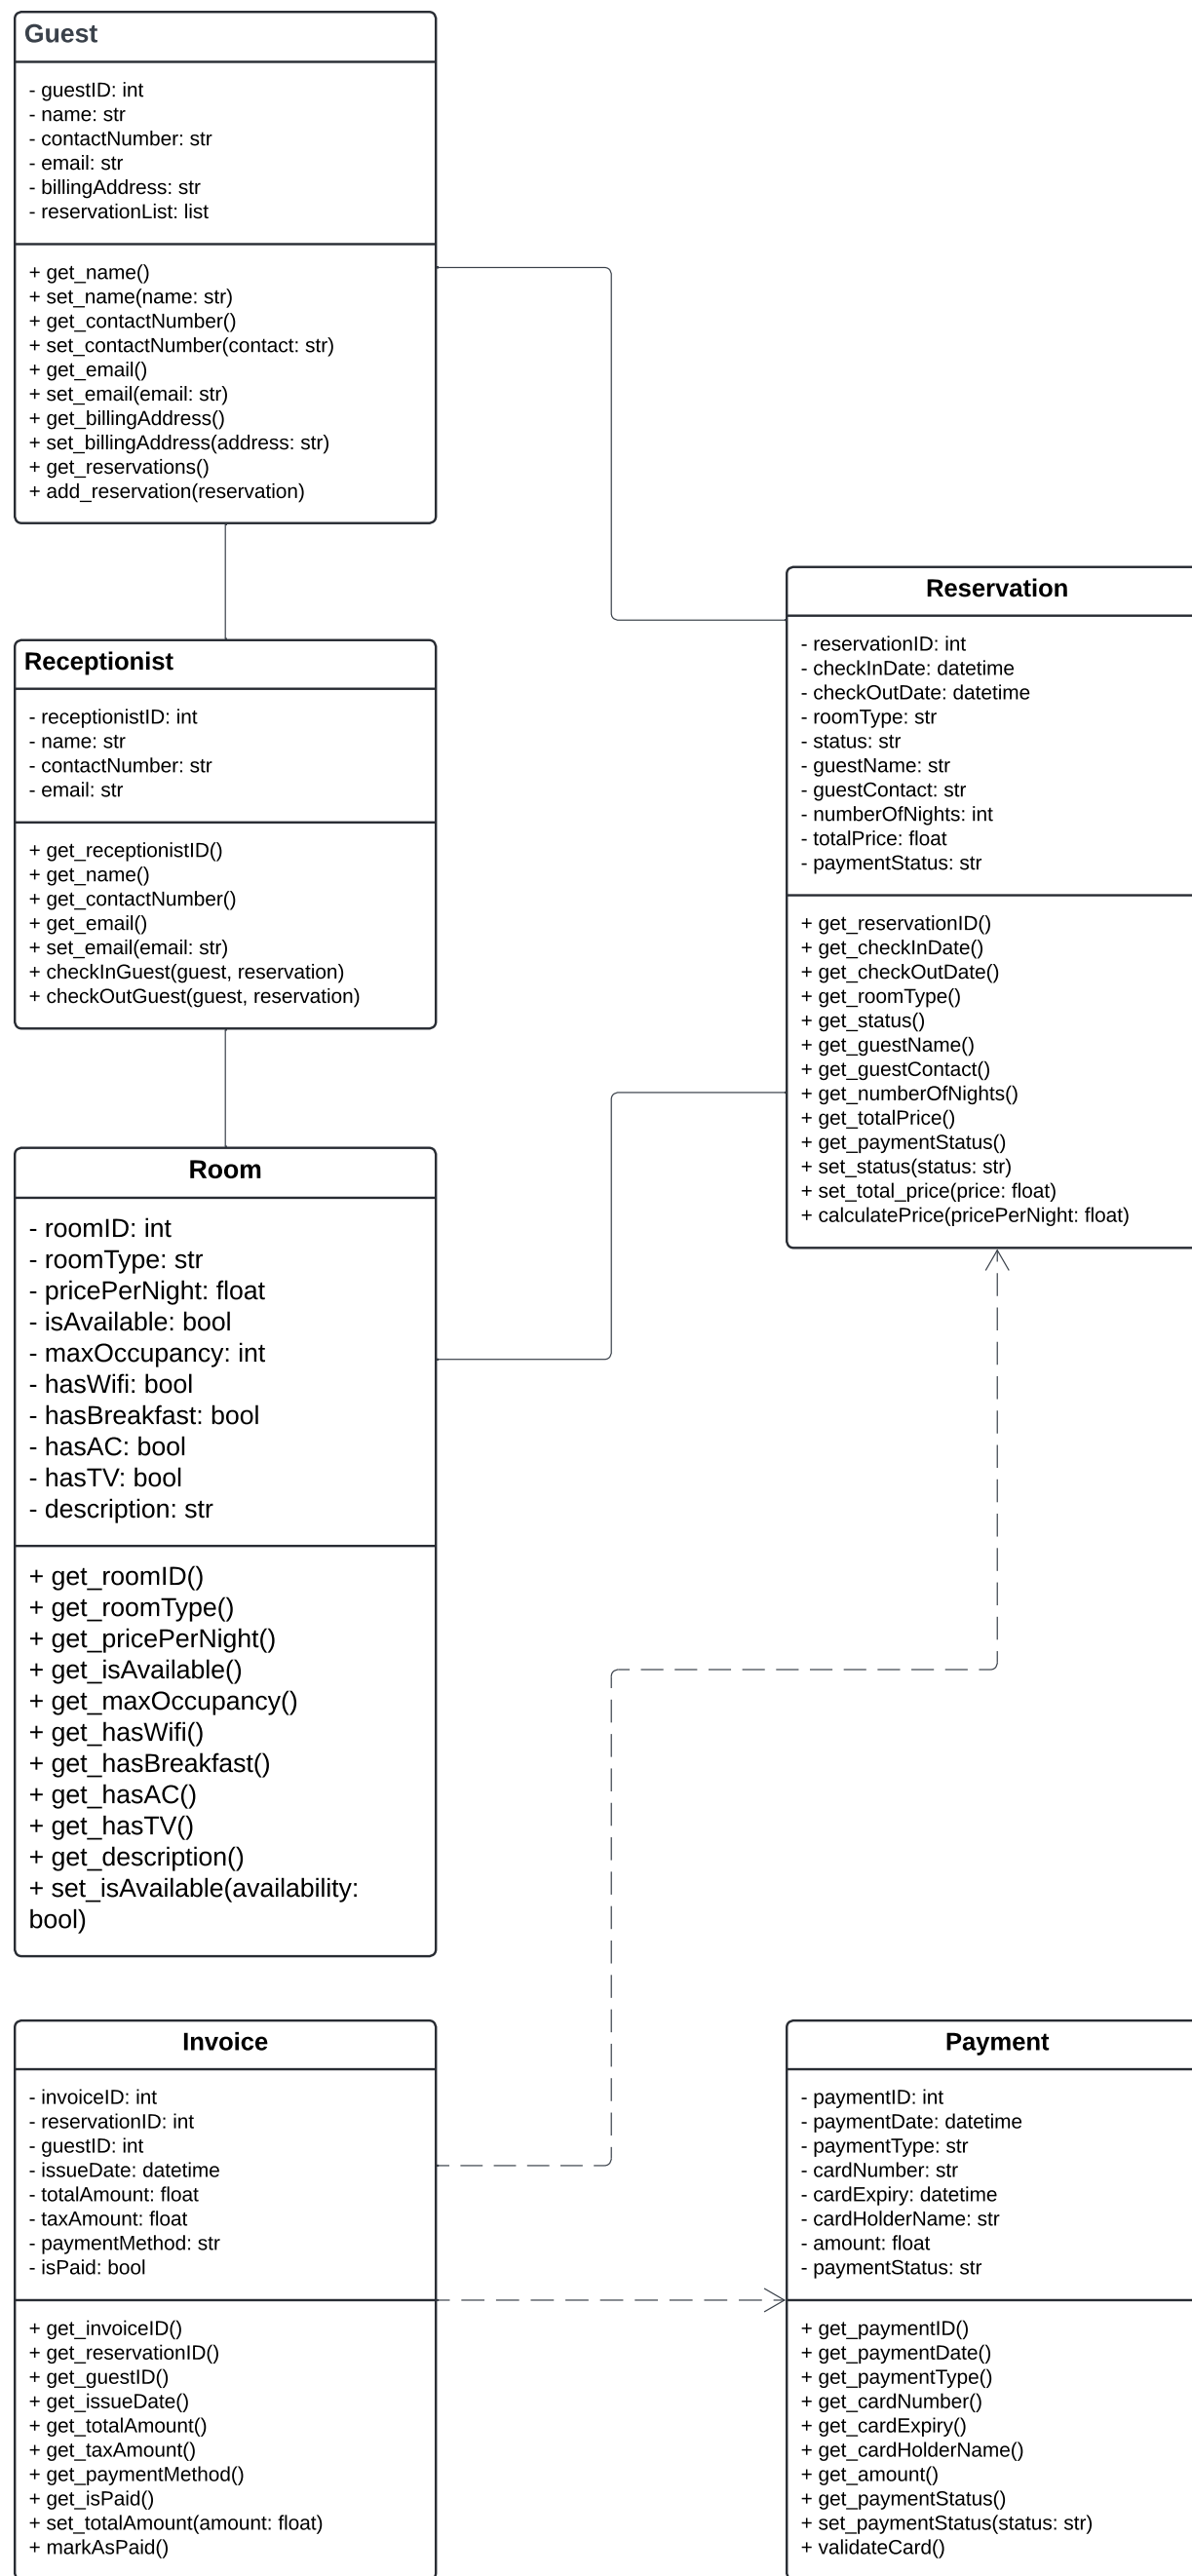 Guest
- guestID: int
- name: str
- contactNumber: str
- email: str
- billingAddress: str
- reservationList: list
+ get_name()
+ set_name(name: str)
+ get_contactNumber()
+ set_contactNumber(contact: str)
+ get_email()
+ set_email(email: str)
+ get_billingAddress()
+ set_billingAddress(address: str)
+ get_reservations()
+ add_reservation(reservation)
Receptionist
- receptionistID: int
- name: str
- contactNumber: str
- email: str
+ get_receptionistID()
+ get_name()
+ get_contactNumber()
+ get_email()
+ set_email(email: str)
+ checkInGuest(guest, reservation)
+ checkOutGuest(guest, reservation)
Reservation
- reservationID: int
- checkInDate: datetime
- checkOutDate: datetime
- roomType: str
- status: str
- guestName: str
- guestContact: str
- numberOfNights: int
- totalPrice: float
- paymentStatus: str
+ get_reservationID()
+ get_checkInDate()
+ get_checkOutDate()
+ get_roomType()
+ get_status()
+ get_guestName()
+ get_guestContact()
+ get_numberOfNights()
+ get_totalPrice()
+ get_paymentStatus()
+ set_status(status: str)
+ set_total_price(price: float)
+ calculatePrice(pricePerNight: float)
Room
- roomID: int
- roomType: str
- pricePerNight: float
- isAvailable: bool
- maxOccupancy: int
- hasWifi: bool
- hasBreakfast: bool
- hasAC: bool
- hasTV: bool
- description: str
+ get_roomID()
+ get_roomType()
+ get_pricePerNight()
+ get_isAvailable()
+ get_maxOccupancy()
+ get_hasWifi()
+ get_hasBreakfast()
+ get_hasAC()
+ get_hasTV()
+ get_description()
+ set_isAvailable(availability:
bool)
Invoice
- invoiceID: int
- reservationID: int
- guestID: int
- issueDate: datetime
- totalAmount: float
- taxAmount: float
- paymentMethod: str
- isPaid: bool
+ get_invoiceID()
+ get_reservationID()
+ get_guestID()
+ get_issueDate()
+ get_totalAmount()
+ get_taxAmount()
+ get_paymentMethod()
+ get_isPaid()
+ set_totalAmount(amount: float)
+ markAsPaid()
Payment
- paymentID: int
- paymentDate: datetime
- paymentType: str
- cardNumber: str
- cardExpiry: datetime
- cardHolderName: str
- amount: float
- paymentStatus: str
+ get_paymentID()
+ get_paymentDate()
+ get_paymentType()
+ get_cardNumber()
+ get_cardExpiry()
+ get_cardHolderName()
+ get_amount()
+ get_paymentStatus()
+ set_paymentStatus(status: str)
+ validateCard()